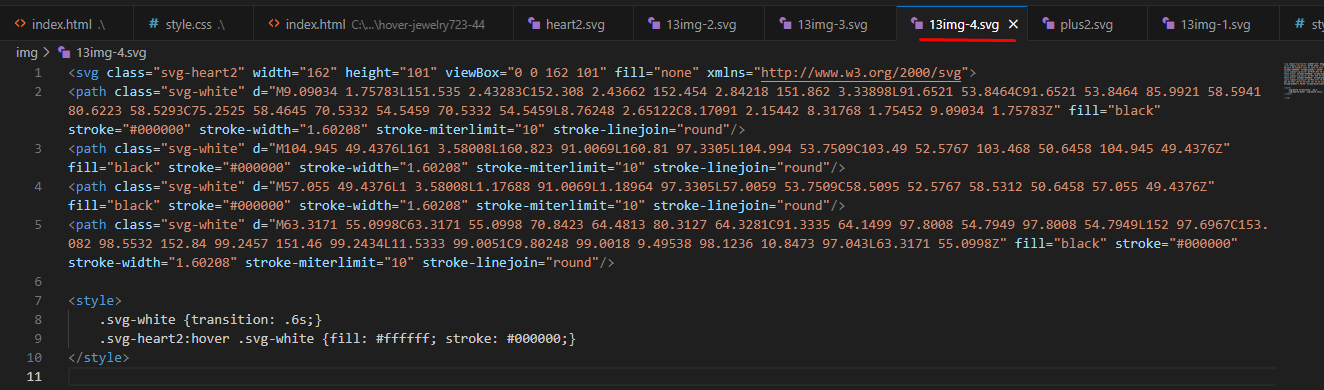 index.html .\
style.css .\
index.html C:\...\hover-jewelry723-44
heart2.svg
13img-2.svg
13img-3.svg
13img-4.svg
plus2.svg
13img-1.svg
img > 13img-4.svg
1 <svg class="svg-heart2" width="162" height="101" viewBox="0 0 162 101" fill="none" xmlns="http://www.w3.org/2000/svg">
2 <path class="svg-white" d="M9.09034 1.75783L151.535 2.43283C152.308 2.43662 152.454 2.84218 151.862 3.33898L91.6521 53.8464C91.6521 53.8464 85.9921 58.5941
80.6223 58.5293C75.2525 58.4645 70.5332 54.5459 70.5332 54.5459L8.76248 2.65122C8.17091 2.15442 8.31768 1.75452 9.09034 1.75783Z" fill="black"
stroke="#000000" stroke-width="1.60208" stroke-miterlimit="10" stroke-linejoin="round"/>
3 <path class="svg-white" d="M104.945 49.4376L161 3.58008L160.823 91.0069L160.81 97.3305L104.994 53.7509C103.49 52.5767 103.468 50.6458 104.945 49.4376Z"
fill="black" stroke="#000000" stroke-width="1.60208" stroke-miterlimit="10" stroke-linejoin="round"/>
4 <path class="svg-white" d="M57.055 49.4376L1 3.58008L1.17688 91.0069L1.18964 97.3305L57.0059 53.7509C58.5095 52.5767 58.5312 50.6458 57.055 49.4376Z"
fill="black" stroke="#000000" stroke-width="1.60208" stroke-miterlimit="10" stroke-linejoin="round"/>
5 <path class="svg-white" d="M63.3171 55.0998C63.3171 55.0998 70.8423 64.4813 80.3127 64.3281C91.3335 64.1499 97.8008 54.7949 97.8008 54.7949L152 97.6967C153.
082 98.5532 152.84 99.2457 151.46 99.2434L11.5333 99.0051C9.80248 99.0018 9.49538 98.1236 10.8473 97.043L63.3171 55.0998Z" fill="black" stroke="#000000"
stroke-width="1.60208" stroke-miterlimit="10" stroke-linejoin="round"/>
6
7 <style>
8 .svg-white {transition: .6s;}
9 .svg-heart2:hover .svg-white {fill: #ffffff; stroke: #000000;}
10 </style>
11